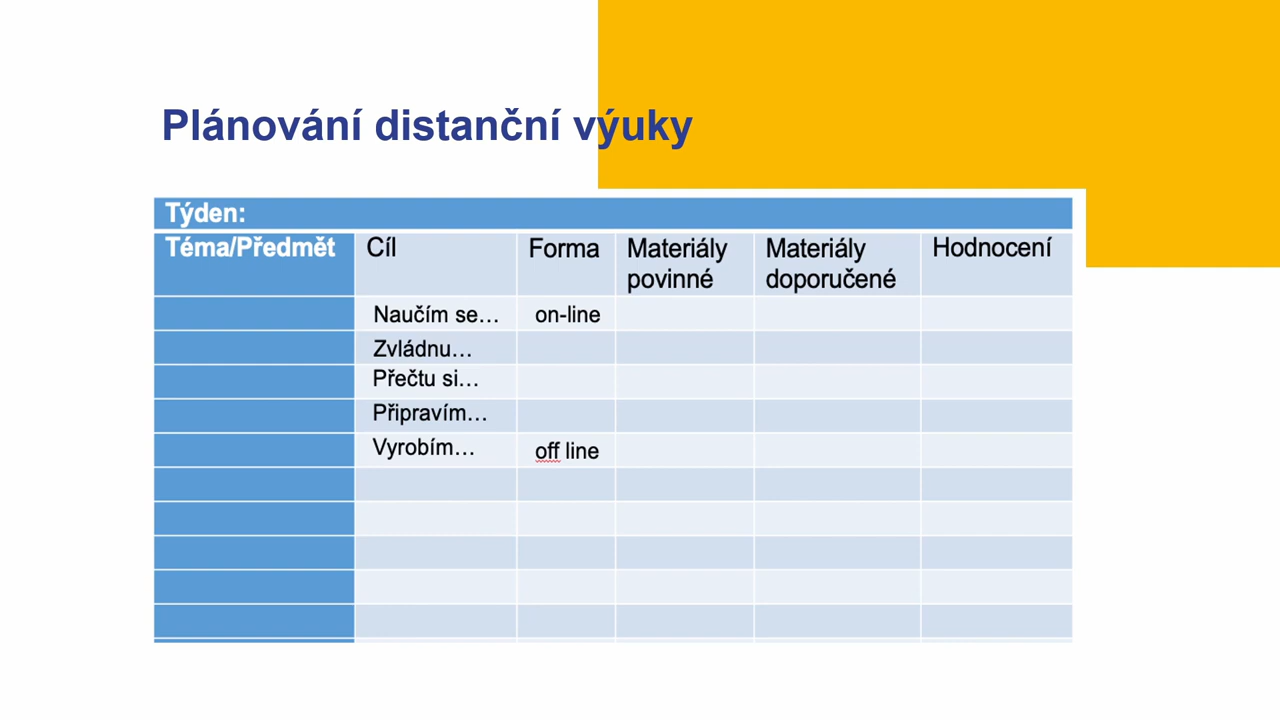 Plánování distanční výuky
Týden:
Téma/Předmět Cíl Forma Materiály povinné Materiály doporučené Hodnocení
Naučím se… on-line
Zvládnu…
Přečtu si…
Připravím…
Vyrobím… off line